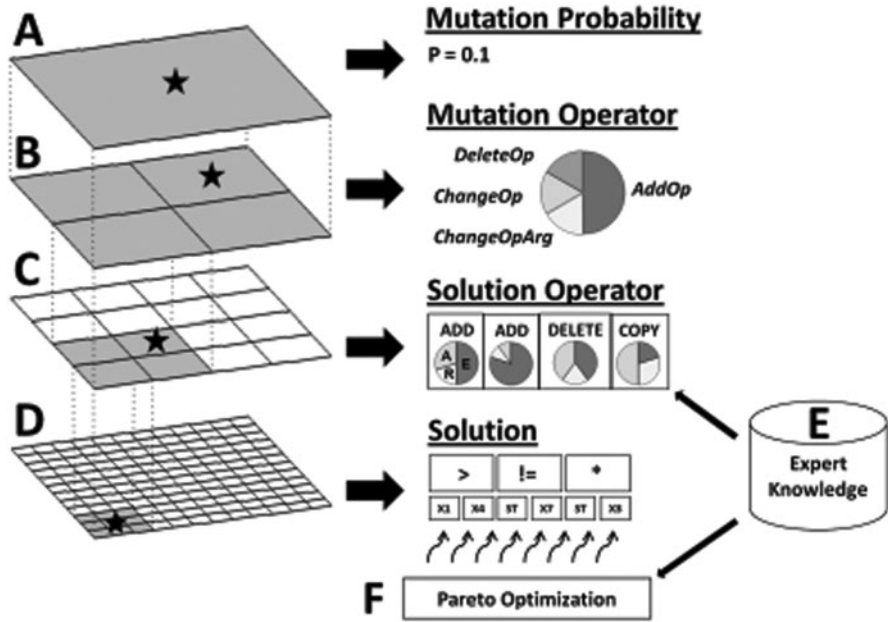 A
Mutation Probability
P = 0.1
B
Mutation Operator
DeleteOp
ChangeOp
AddOp
ChangeOpArg
C
Solution Operator
ADD
ADD
DELETE
COPY
A
E
R
D
Solution
>
!=
*
X1
X4
ST
X7
ST
X3
E
Expert
Knowledge
F
Pareto Optimization